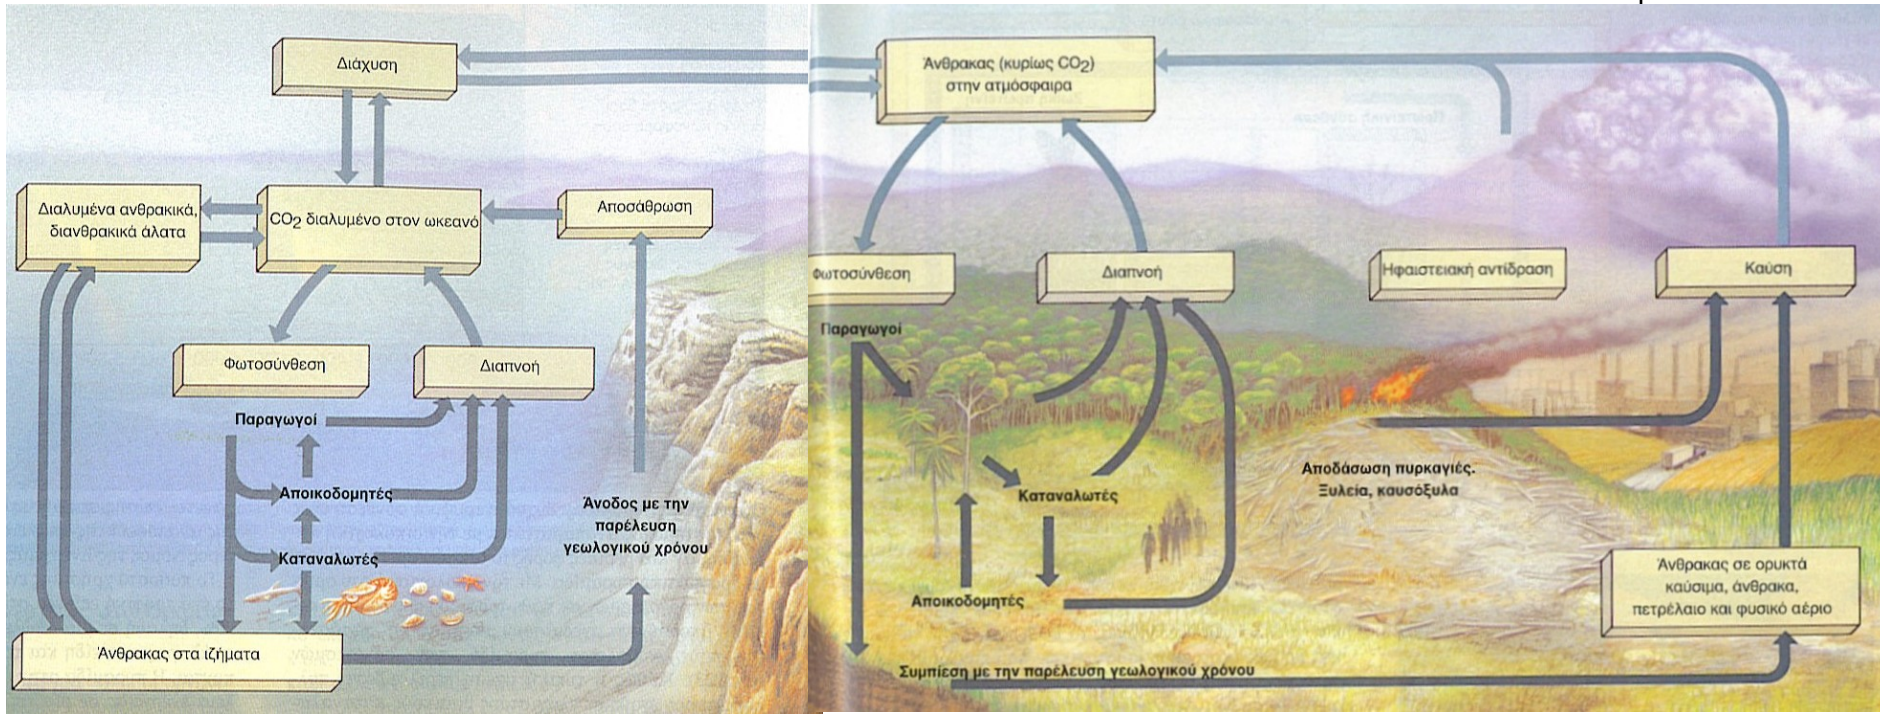 Διάχυση
Διαλυμένα ανθρακικά,
διανθρακικά άλατα
CO2 διαλυμένο στον ωκεανό
Αποσάθρωση
Φωτοσύνθεση
Διαπνοή
Παραγωγοί
Αποικοδομητές
Καταναλωτές
Άνοδος με την
παρέλευση
γεωλογικού χρόνου
Άνθρακας στα ιζήματα
Άνθρακας (κυρίως CO2)
στην ατμόσφαιρα
Φωτοσύνθεση
Διαπνοή
Ηφαιστειακή αντίδραση
Καύση
Παραγωγοί
Καταναλωτές
Αποικοδομητές
Αποδάσωση πυρκαγιές.
Ξυλεία, καυσόξυλα
Άνθρακας σε ορυκτά
καύσιμα, άνθρακα,
πετρέλαιο και φυσικό αέριο
Συμπίεση με την παρέλευση γεωλογικού χρόνου